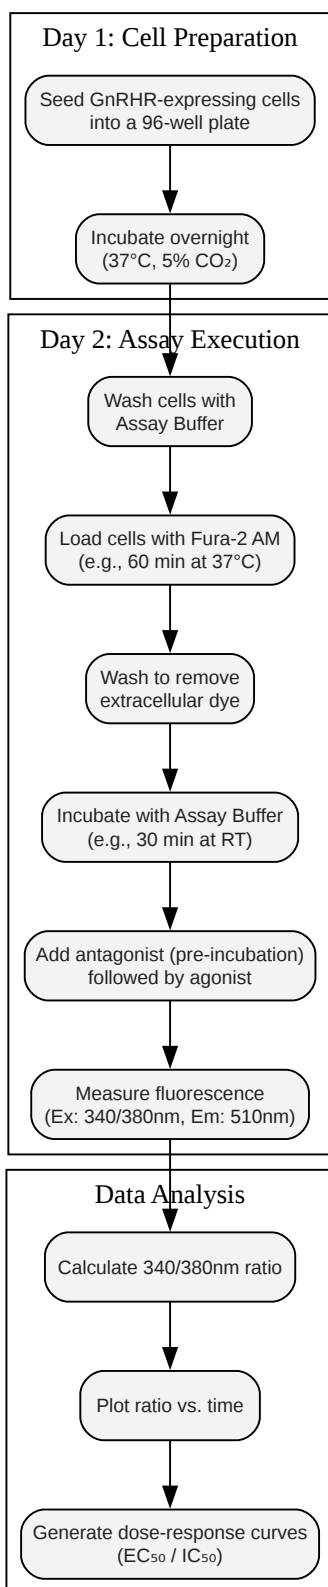 Day 1: Cell Preparation
Seed GnRHR-expressing cells
into a 96-well plate
Incubate overnight
(37°C, 5% CO₂)
Day 2: Assay Execution
Wash cells with
Assay Buffer
Load cells with Fura-2 AM
(e.g., 60 min at 37°C)
Wash to remove
extracellular dye
Incubate with Assay Buffer
(e.g., 30 min at RT)
Add antagonist (pre-incubation)
followed by agonist
Measure fluorescence
(Ex: 340/380nm, Em: 510nm)
Data Analysis
Calculate 340/380nm ratio
Plot ratio vs. time
Generate dose-response curves
(EC₅₀ / IC₅₀)